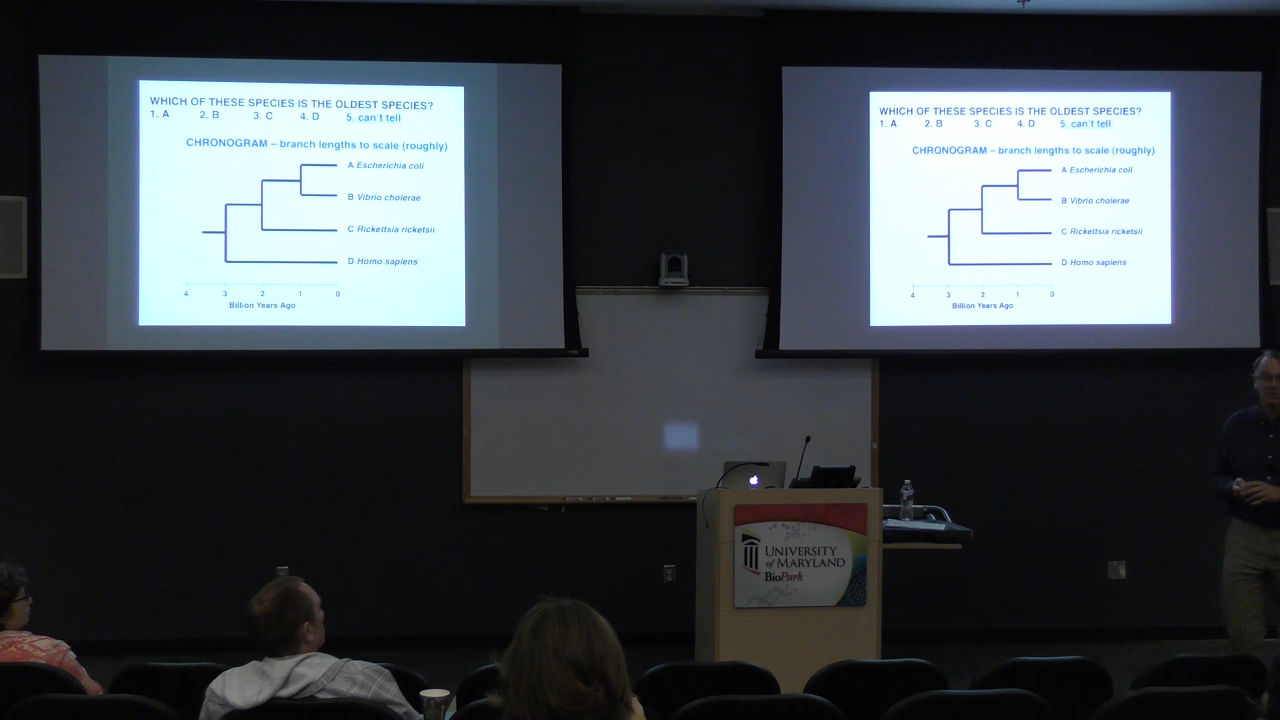 WHICH OF THESE SPECIES IS THE OLDEST SPECIES?
1. A 2. B 3. C 4. D 5. can't tell
CHRONOGRAM – branch lengths to scale (roughly)
A Escherichia coli
B Vibrio cholerae
C Rickettsia ricketsii
D Homo sapiens
4 3 2 1 0
Billion Years Ago
WHICH OF THESE SPECIES IS THE OLDEST SPECIES?
1. A 2. B 3. C 4. D 5. can't tell
CHRONOGRAM – branch lengths to scale (roughly)
A Escherichia coli
B Vibrio cholerae
C Rickettsia ricketsii
D Homo sapiens
4 3 2 1 0
Billion Years Ago
UNIVERSITY
of MARYLAND
BioPark